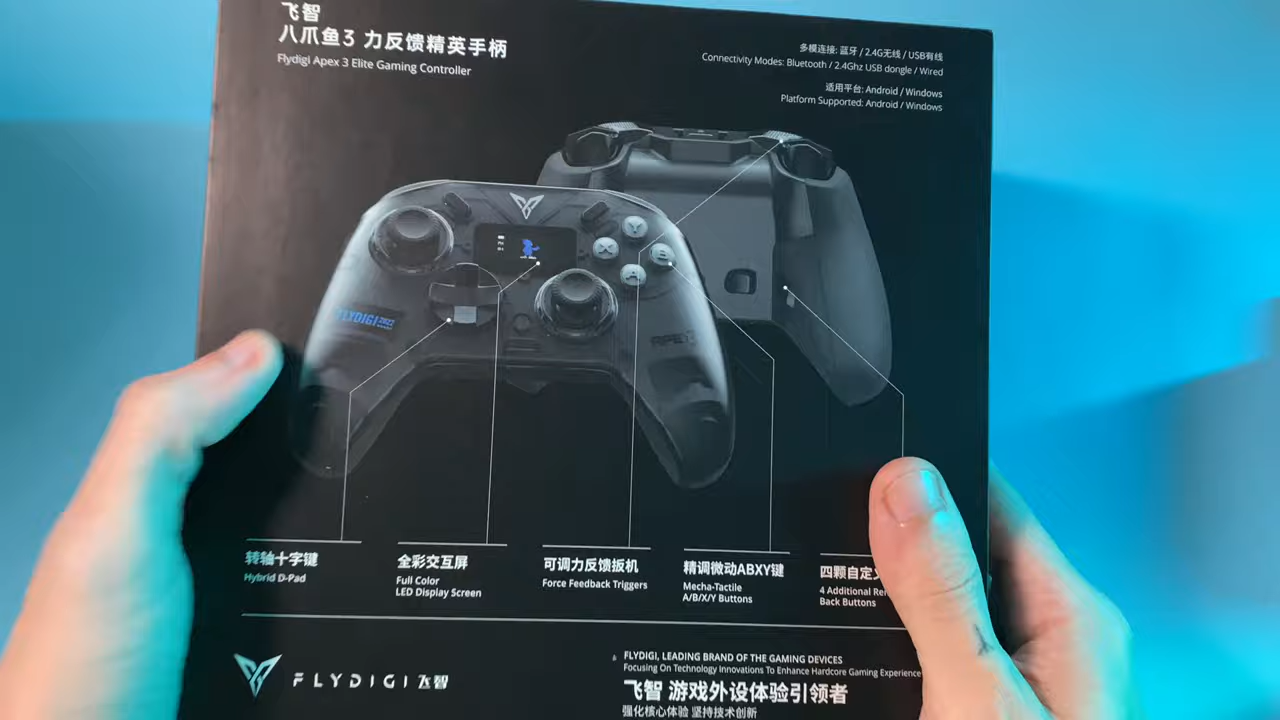 飞智
八爪鱼3 力反馈精英手柄
Flydigi Apex 3 Elite Gaming Controller
多模连接: 蓝牙 / 2.4G无线 / USB有线
Connectivity Modes: Bluetooth / 2.4Ghz USB dongle / Wired
适用平台: Android / Windows
Platform Supported: Android / Windows
Y
X
B
A
FLYDIGI
转轴十字键
Hybrid D-Pad
全彩交互屏
Full Color
LED Display Screen
可调力反馈扳机
Force Feedback Triggers
精调微动ABXY键
Mecha-Tactile
A/B/X/Y Buttons
四颗自定
4 Additional
Back Buttons
FLYDIGI 飞智
FLYDIGI, LEADING BRAND OF THE GAMING DEVICES
Focusing On Technology Innovations To Enhance Hardcore Gaming Experience
飞智 游戏外设体验引领者
强化核心体验 坚持技术创新